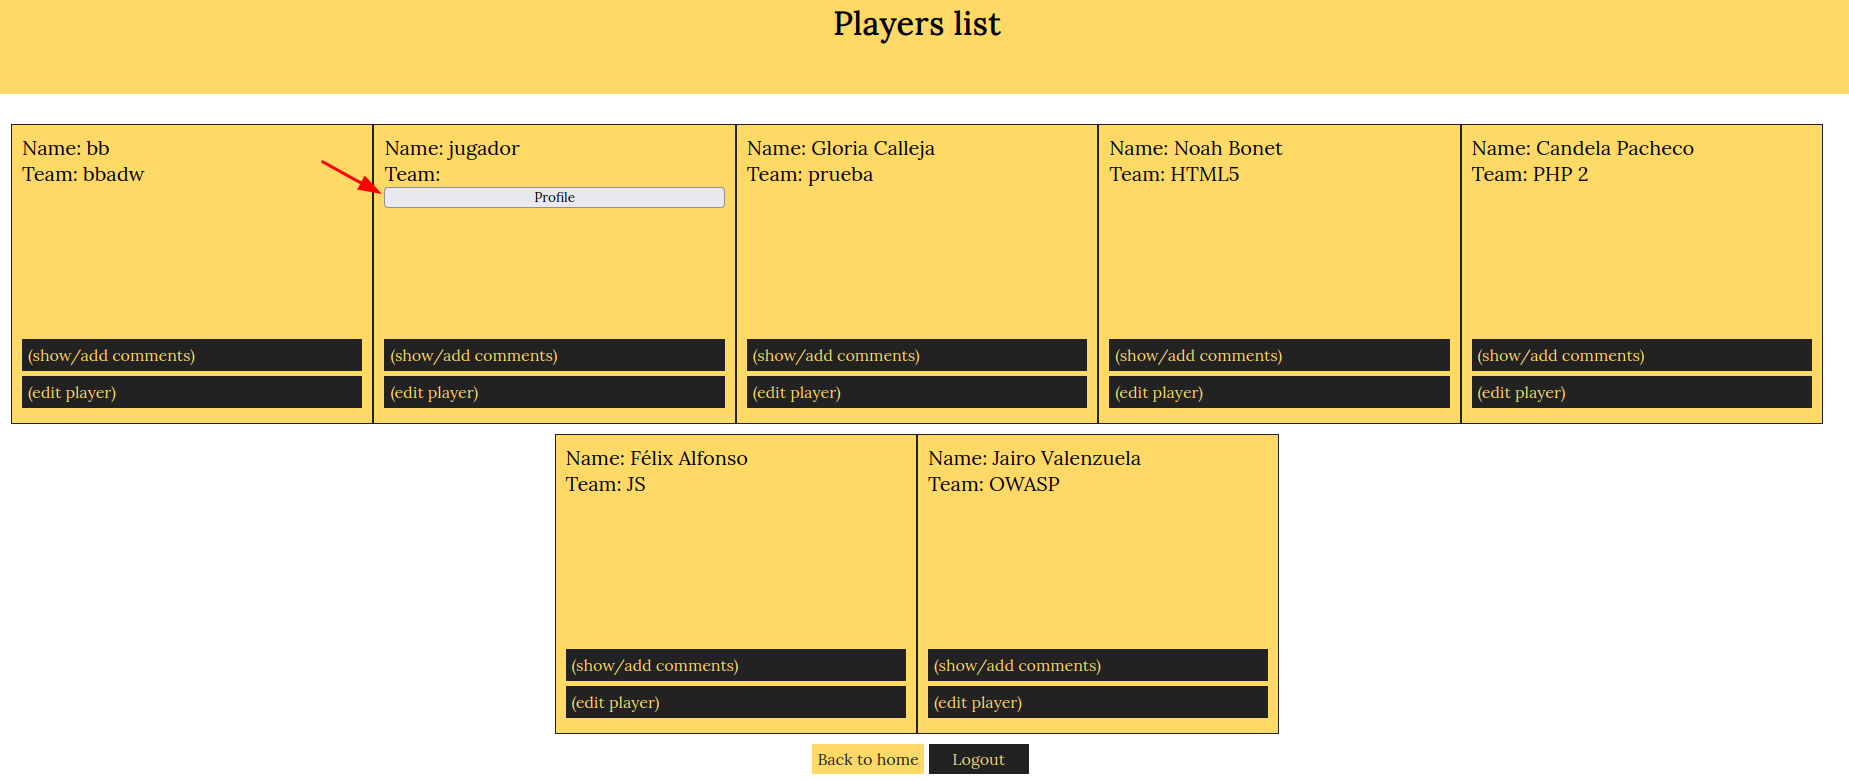 Players list
Name: bb
Team: bbadw
(show/add comments)
(edit player)
Name: jugador
Team:
Profile
(show/add comments)
(edit player)
Name: Gloria Calleja
Team: prueba
(show/add comments)
(edit player)
Name: Noah Bonet
Team: HTML5
(show/add comments)
(edit player)
Name: Candela Pacheco
Team: PHP 2
(show/add comments)
(edit player)
Name: Félix Alfonso
Team: JS
(show/add comments)
(edit player)
Name: Jairo Valenzuela
Team: OWASP
(show/add comments)
(edit player)
Back to home
Logout